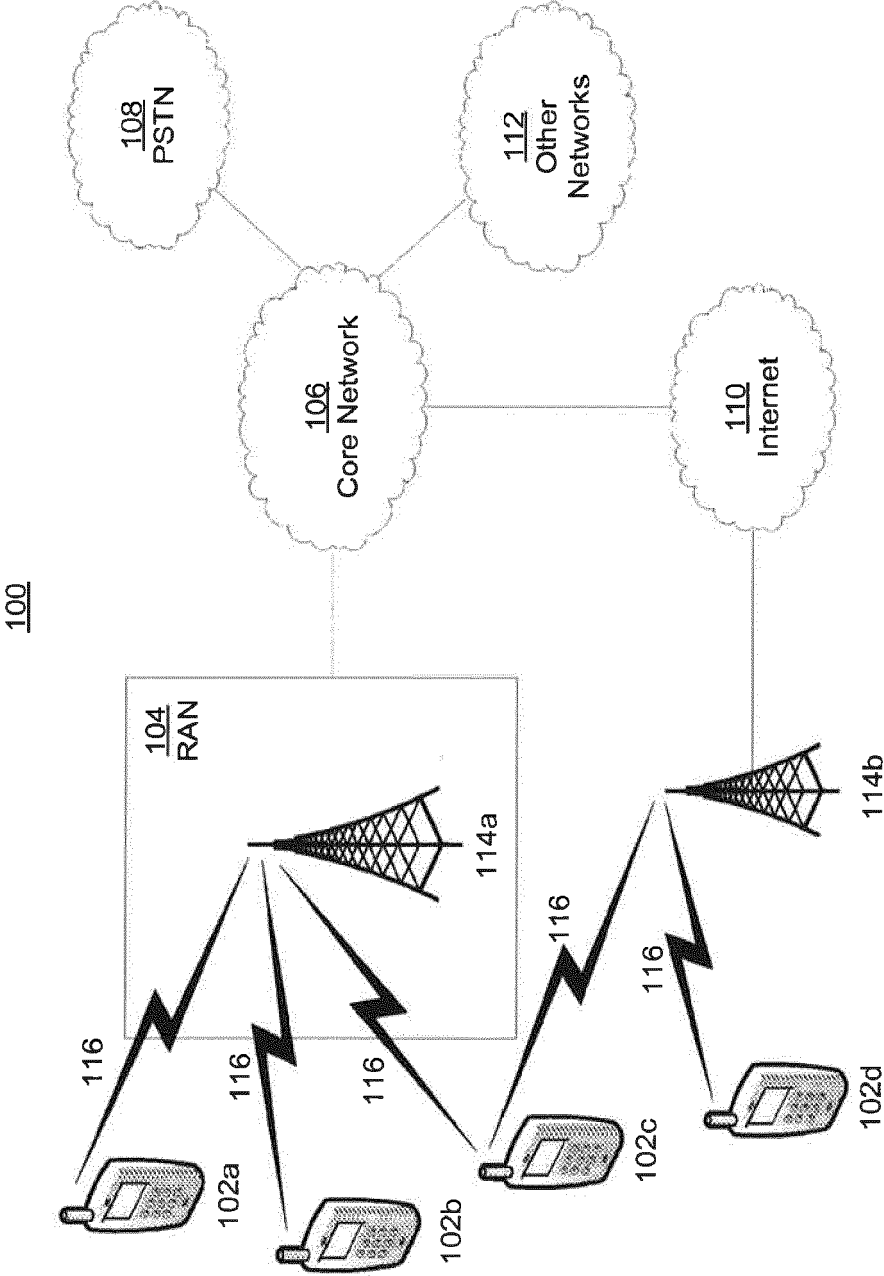 100
108
PSTN
106
Core Network
112
Other
Networks
104
RAN
110
Internet
114a
114b
116
116
116
116
116
102a
102b
102c
102d